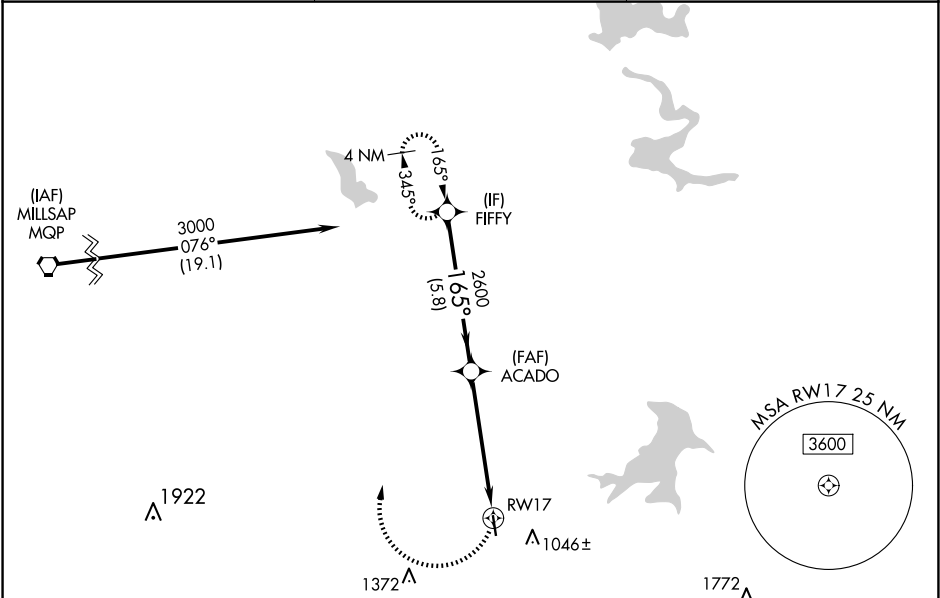 4 NM
165°
345°
(IAF)
MILLSAP
MQP
3000
076°
(19.1)
(IF)
FIFFY
2600
165°
(5.8)
(FAF)
ACADO
MSA RW17 25 NM
3600
1922
RW17
1046±
1372
1772